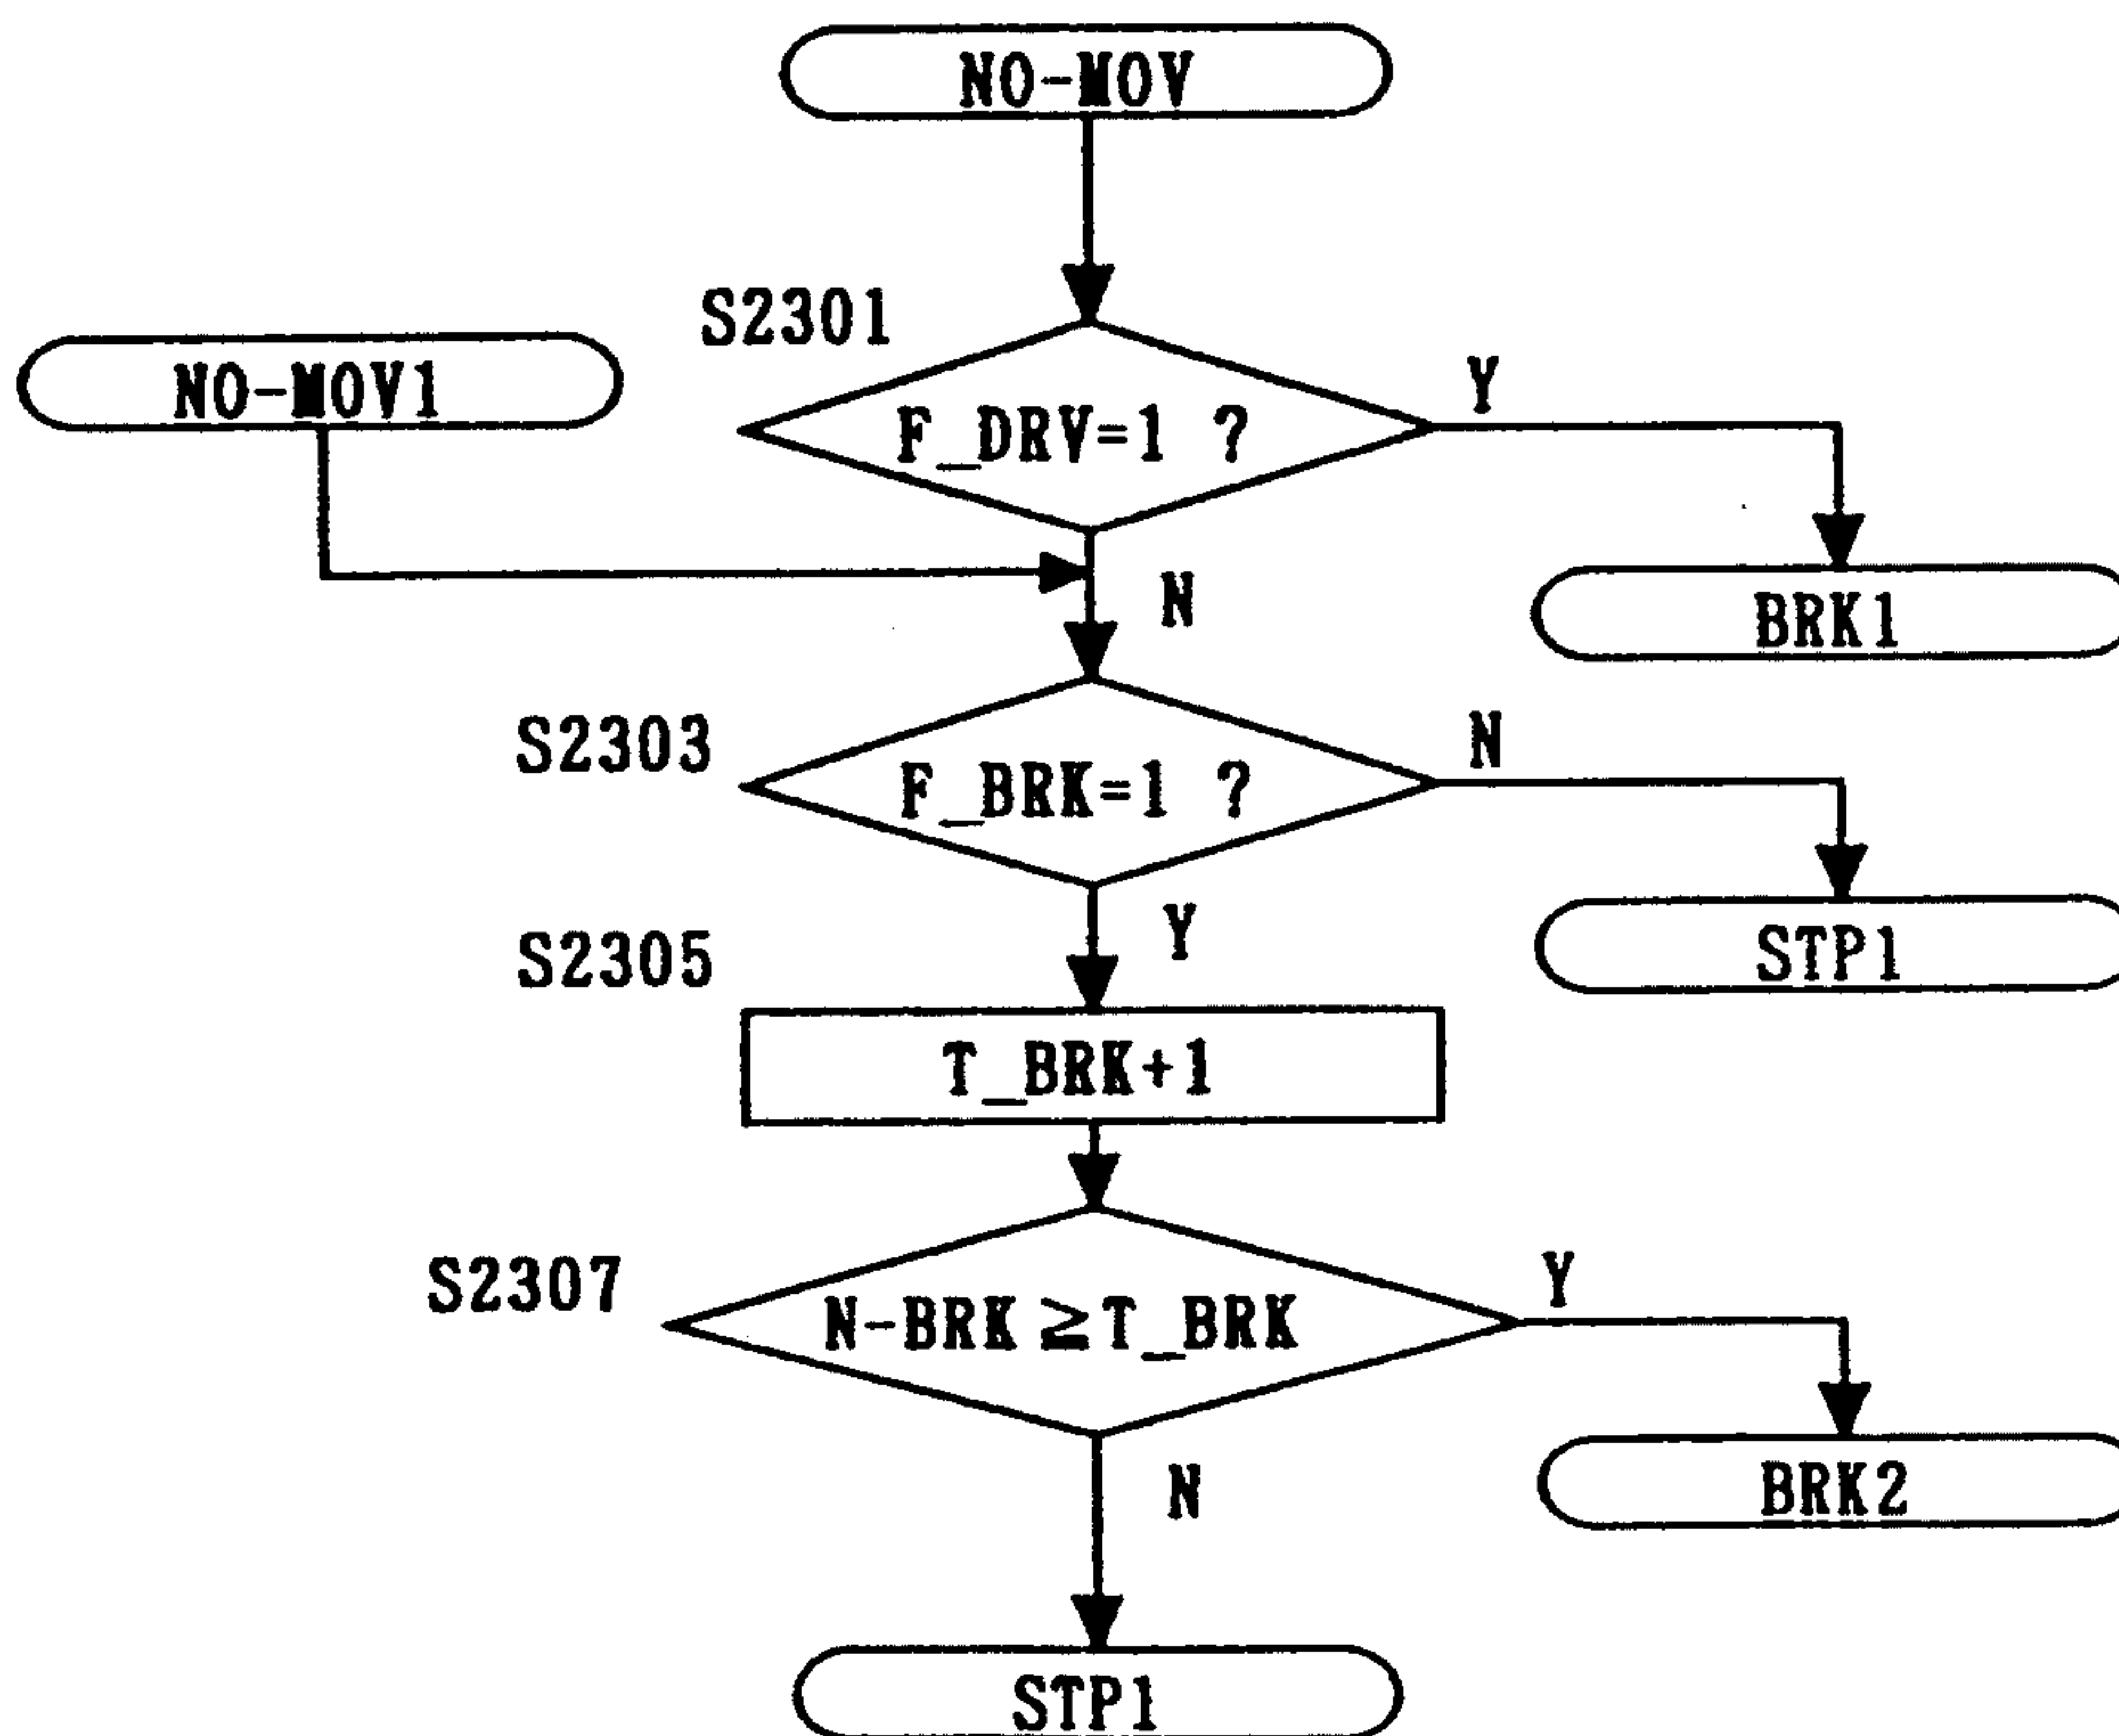 NO-MOV
S2301
NO-MOV1
F_DRV=1 ?
Y
N
BRK1
S2303
F_BRK=1 ?
N
STP1
S2305
Y
T_BRK+1
S2307
N-BRK≧T_BRK
Y
BRK2
N
STP1